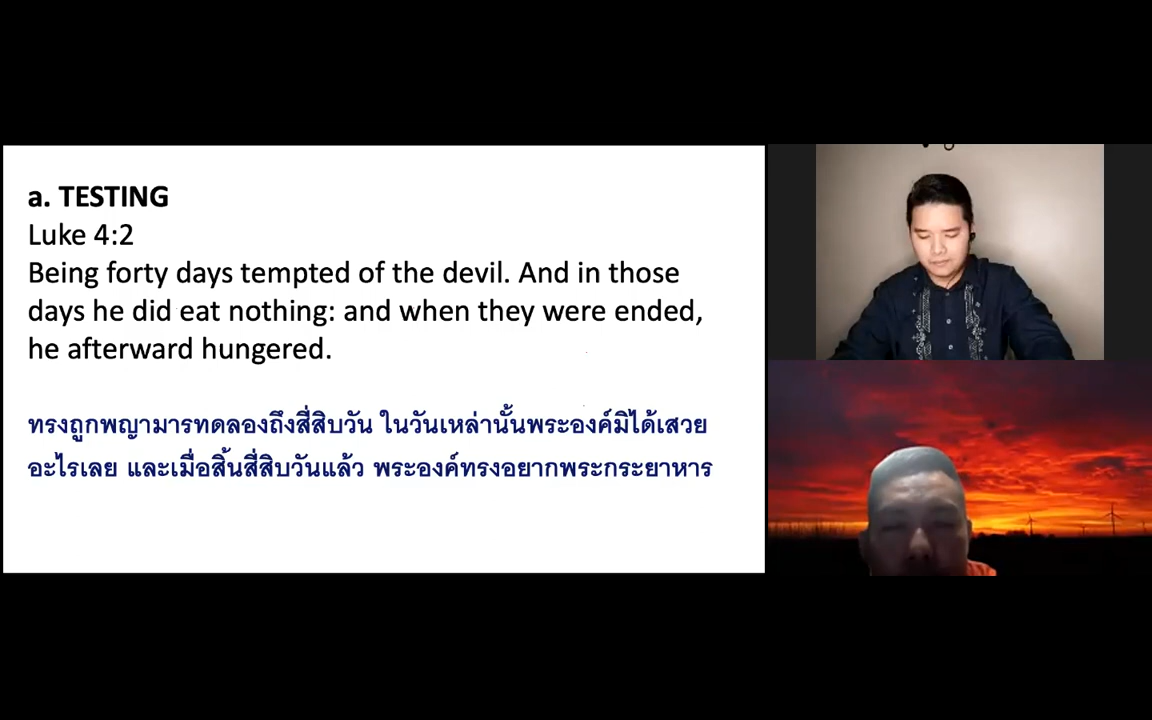 a. TESTING
Luke 4:2
Being forty days tempted of the devil. And in those
days he did eat nothing: and when they were ended,
he afterward hungered.
ทรงถูกพญามารทดลองถึงสี่สิบวัน ในวันเหล่านั้นพระองค์มิได้เสวย
อะไรเลย และเมื่อสิ้นสี่สิบวันแล้ว พระองค์ทรงอยากพระกระยาหาร